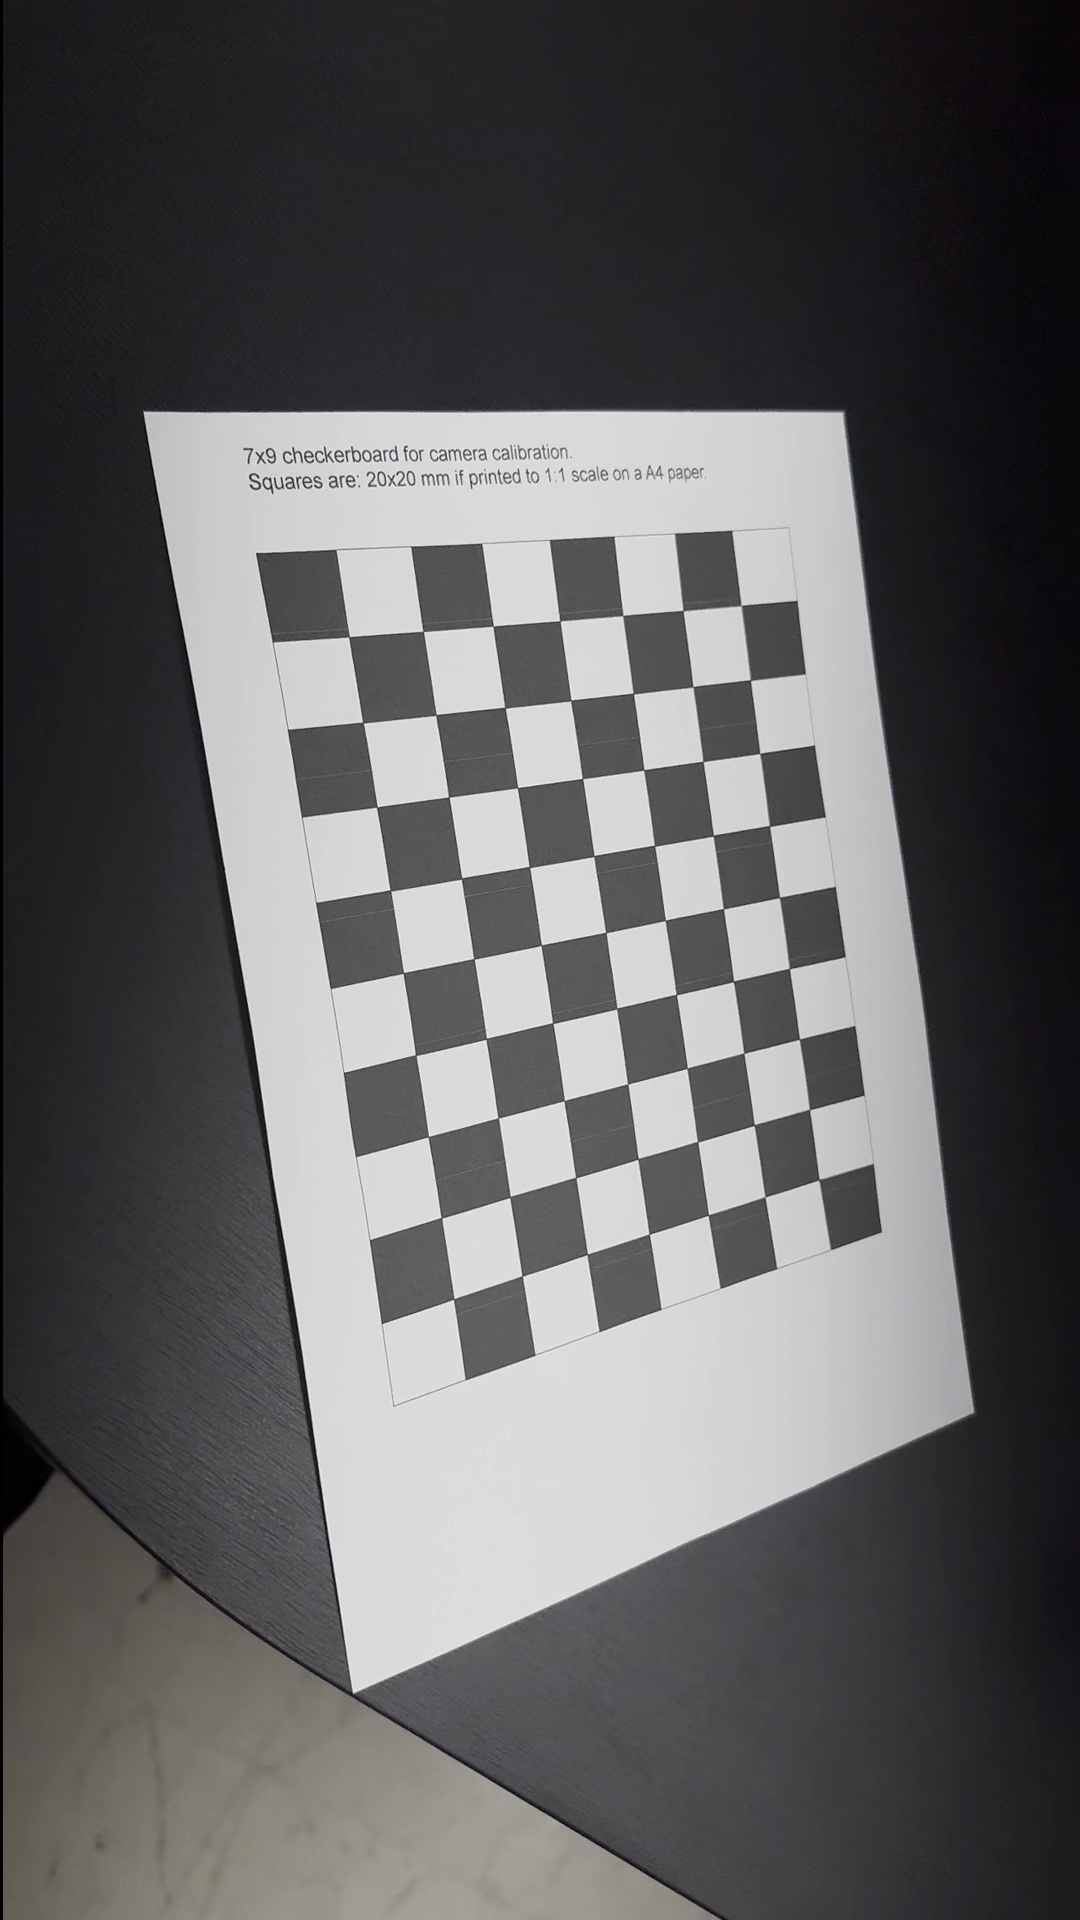 7x9 checkerboard for camera calibration.
Squares are: 20x20 mm if printed to 1:1 scale on a A4 paper.